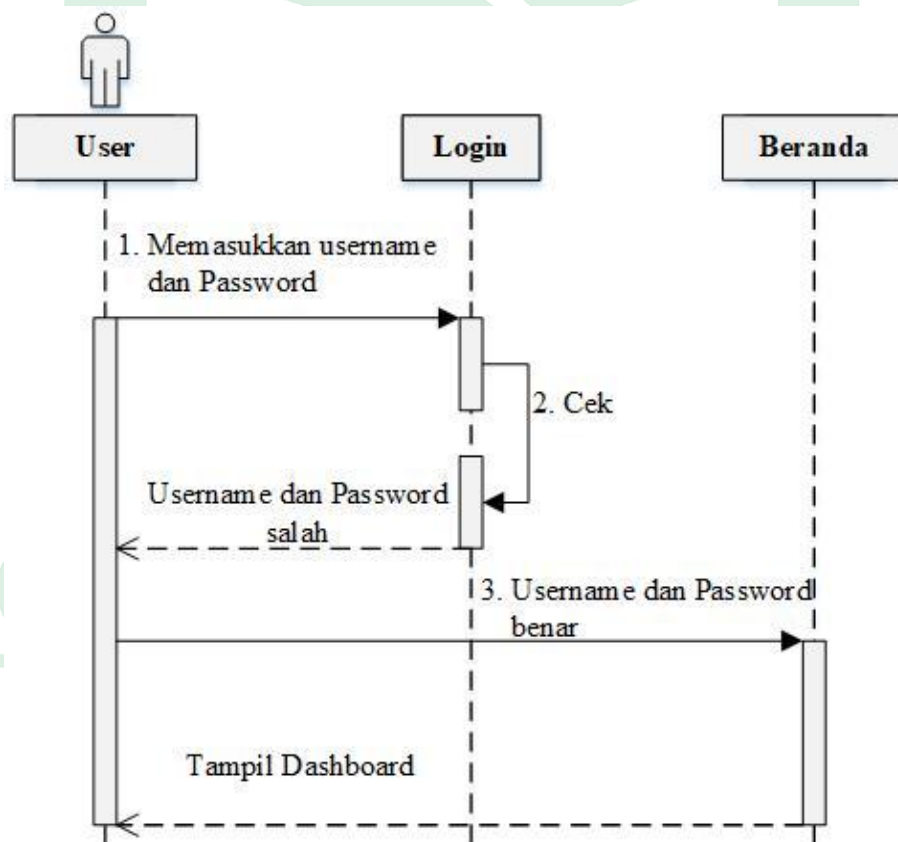 User
Login
Beranda
1. Memasukkan username
dan Password
2. Cek
Username dan Password
salah
3. Username dan Password
benar
Tampil Dashboard